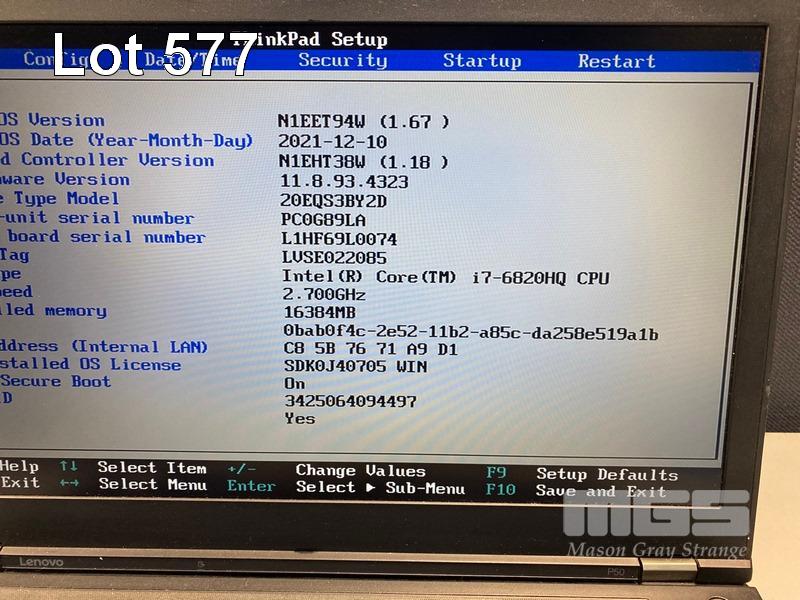 Lot 577
ThinkPad Setup
Config Date/Time Security Startup Restart
OS Version N1EET94W (1.67 )
OS Date (Year-Month-Day) 2021-12-10
d Controller Version N1EHT38W (1.18 )
ware Version 11.8.93.4323
e Type Model 20EQS3BY2D
-unit serial number PC0G89LA
board serial number L1HF69L0074
Tag LVSE022085
pe Intel(R) Core(TM) i7-6820HQ CPU
eed 2.700GHz
led memory 16384MB
0bab0f4c-2e52-11b2-a85c-da258e519a1b
ddress (Internal LAN) C8 5B 76 71 A9 D1
stalled OS License SDK0J40705 WIN
Secure Boot On
D 3425064094497
Yes
Help ↑↓ Select Item +/- Change Values F9 Setup Defaults
Exit ←→ Select Menu Enter Select ▶ Sub-Menu F10 Save and Exit
MGS
Mason Gray Strange
Lenovo P50